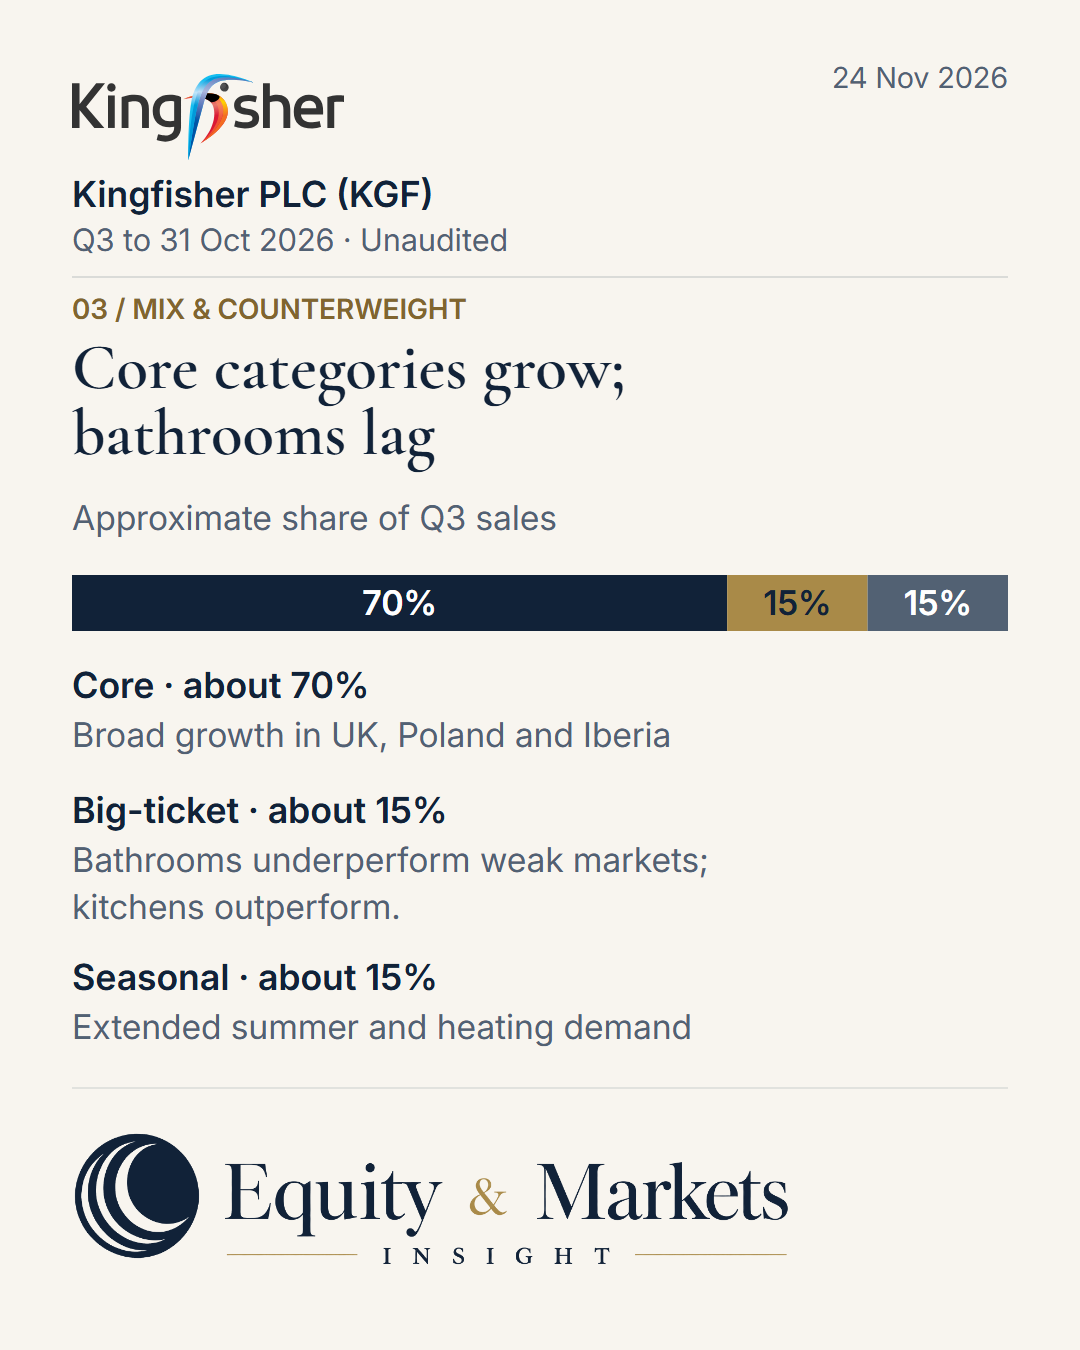 Kingfisher
24 Nov 2026
Kingfisher PLC (KGF)
Q3 to 31 Oct 2026 · Unaudited
03 / MIX & COUNTERWEIGHT
Core categories grow;
bathrooms lag
Approximate share of Q3 sales
70% 15% 15%
Core · about 70%
Broad growth in UK, Poland and Iberia
Big-ticket · about 15%
Bathrooms underperform weak markets;
kitchens outperform.
Seasonal · about 15%
Extended summer and heating demand
Equity & Markets
INSIGHT